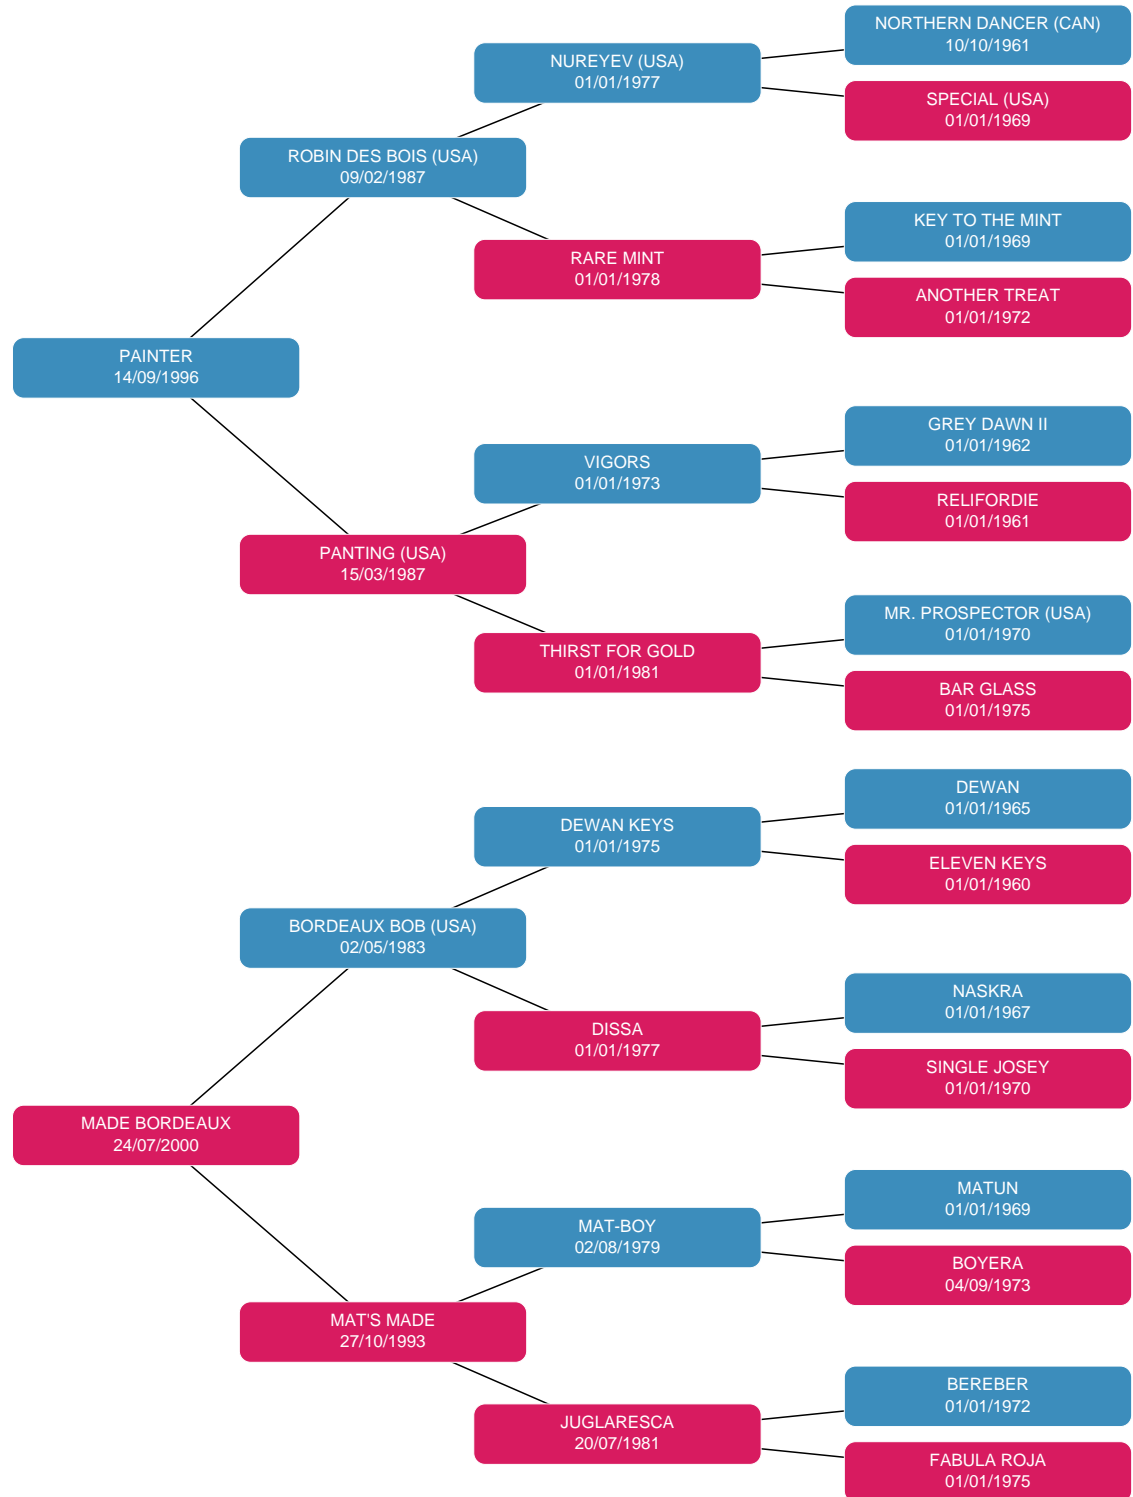 NORTHERN DANCER (CAN)
10/10/1961
NUREYEV (USA)
01/01/1977
SPECIAL (USA)
01/01/1969
ROBIN DES BOIS (USA)
09/02/1987
KEY TO THE MINT
01/01/1969
RARE MINT
01/01/1978
ANOTHER TREAT
01/01/1972
PAINTER
14/09/1996
GREY DAWN II
01/01/1962
VIGORS
01/01/1973
RELIFORDIE
01/01/1961
PANTING (USA)
15/03/1987
MR. PROSPECTOR (USA)
01/01/1970
THIRST FOR GOLD
01/01/1981
BAR GLASS
01/01/1975
DEWAN
01/01/1965
DEWAN KEYS
01/01/1975
ELEVEN KEYS
01/01/1960
BORDEAUX BOB (USA)
02/05/1983
NASKRA
01/01/1967
DISSA
01/01/1977
SINGLE JOSEY
01/01/1970
MADE BORDEAUX
24/07/2000
MATUN
01/01/1969
MAT-BOY
02/08/1979
BOYERA
04/09/1973
MAT'S MADE
27/10/1993
BEREBER
01/01/1972
JUGLARESCA
20/07/1981
FABULA ROJA
01/01/1975